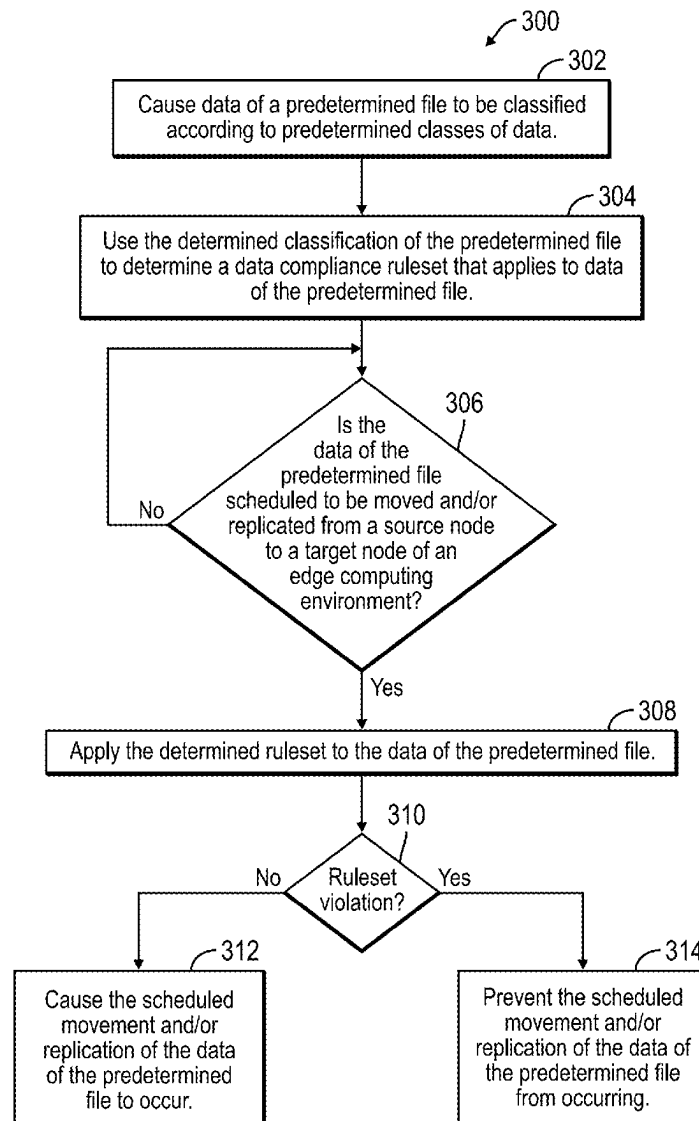 300
302
Cause data of a predetermined file to be classified
according to predetermined classes of data.
304
Use the determined classification of the predetermined file
to determine a data compliance ruleset that applies to data
of the predetermined file.
306
Is the
data of the
predetermined file
scheduled to be moved and/or
replicated from a source node
to a target node of an
edge computing
environment?
No
Yes
308
Apply the determined ruleset to the data of the predetermined file.
310
Ruleset
violation?
No
Yes
312
Cause the scheduled
movement and/or
replication of the data
of the predetermined
file to occur.
314
Prevent the scheduled
movement and/or
replication of the data of
the predetermined file
from occurring.